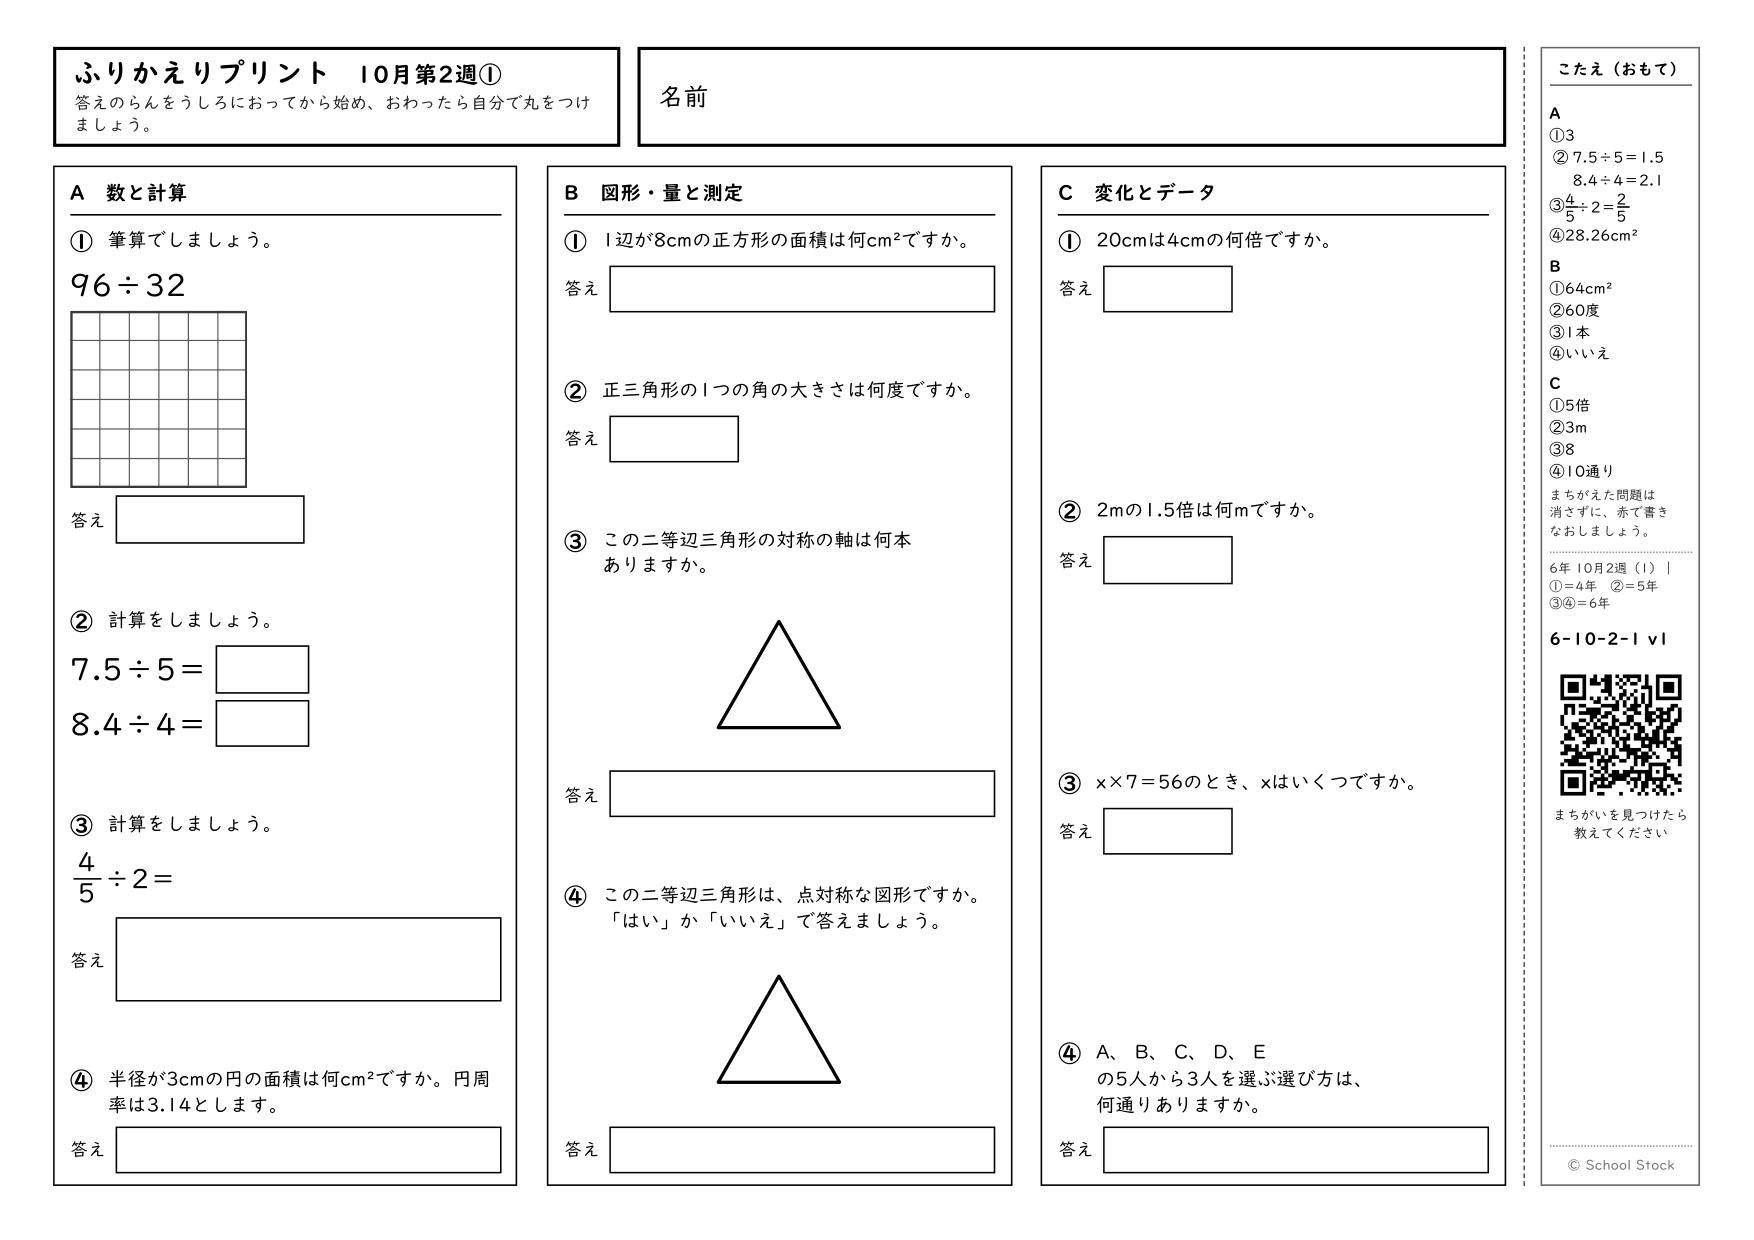 ふりかえりプリント　10月第2週①
答えのらんをうしろにおってから始め、おわったら自分で丸をつけ
ましょう。
名前
A　数と計算
① 筆算でしましょう。
96÷32
答え
② 計算をしましょう。
7.5÷5＝
8.4÷4＝
③ 計算をしましょう。
4/5÷2＝
答え
④ 半径が3cmの円の面積は何cm²ですか。円周
率は3.14とします。
答え
B　図形・量と測定
① 1辺が8cmの正方形の面積は何cm²ですか。
答え
② 正三角形の1つの角の大きさは何度ですか。
答え
③ この二等辺三角形の対称の軸は何本
ありますか。
答え
④ この二等辺三角形は、点対称な図形ですか。
「はい」か「いいえ」で答えましょう。
答え
C　変化とデータ
① 20cmは4cmの何倍ですか。
答え
② 2mの1.5倍は何mですか。
答え
③ x×7＝56のとき、xはいくつですか。
答え
④ A、 B、 C、 D、 E
の5人から3人を選ぶ選び方は、
何通りありますか。
答え
こたえ（おもて）
A
①3
② 7.5÷5＝1.5
8.4÷4＝2.1
③4/5÷2＝2/5
④28.26cm²
B
①64cm²
②60度
③1本
④いいえ
C
①5倍
②3m
③8
④10通り
まちがえた問題は
消さずに、赤で書き
なおしましょう。
6年 10月2週（1）｜
①＝4年　②＝5年
③④＝6年
6-10-2-1 v1
まちがいを見つけたら
教えてください
© School Stock